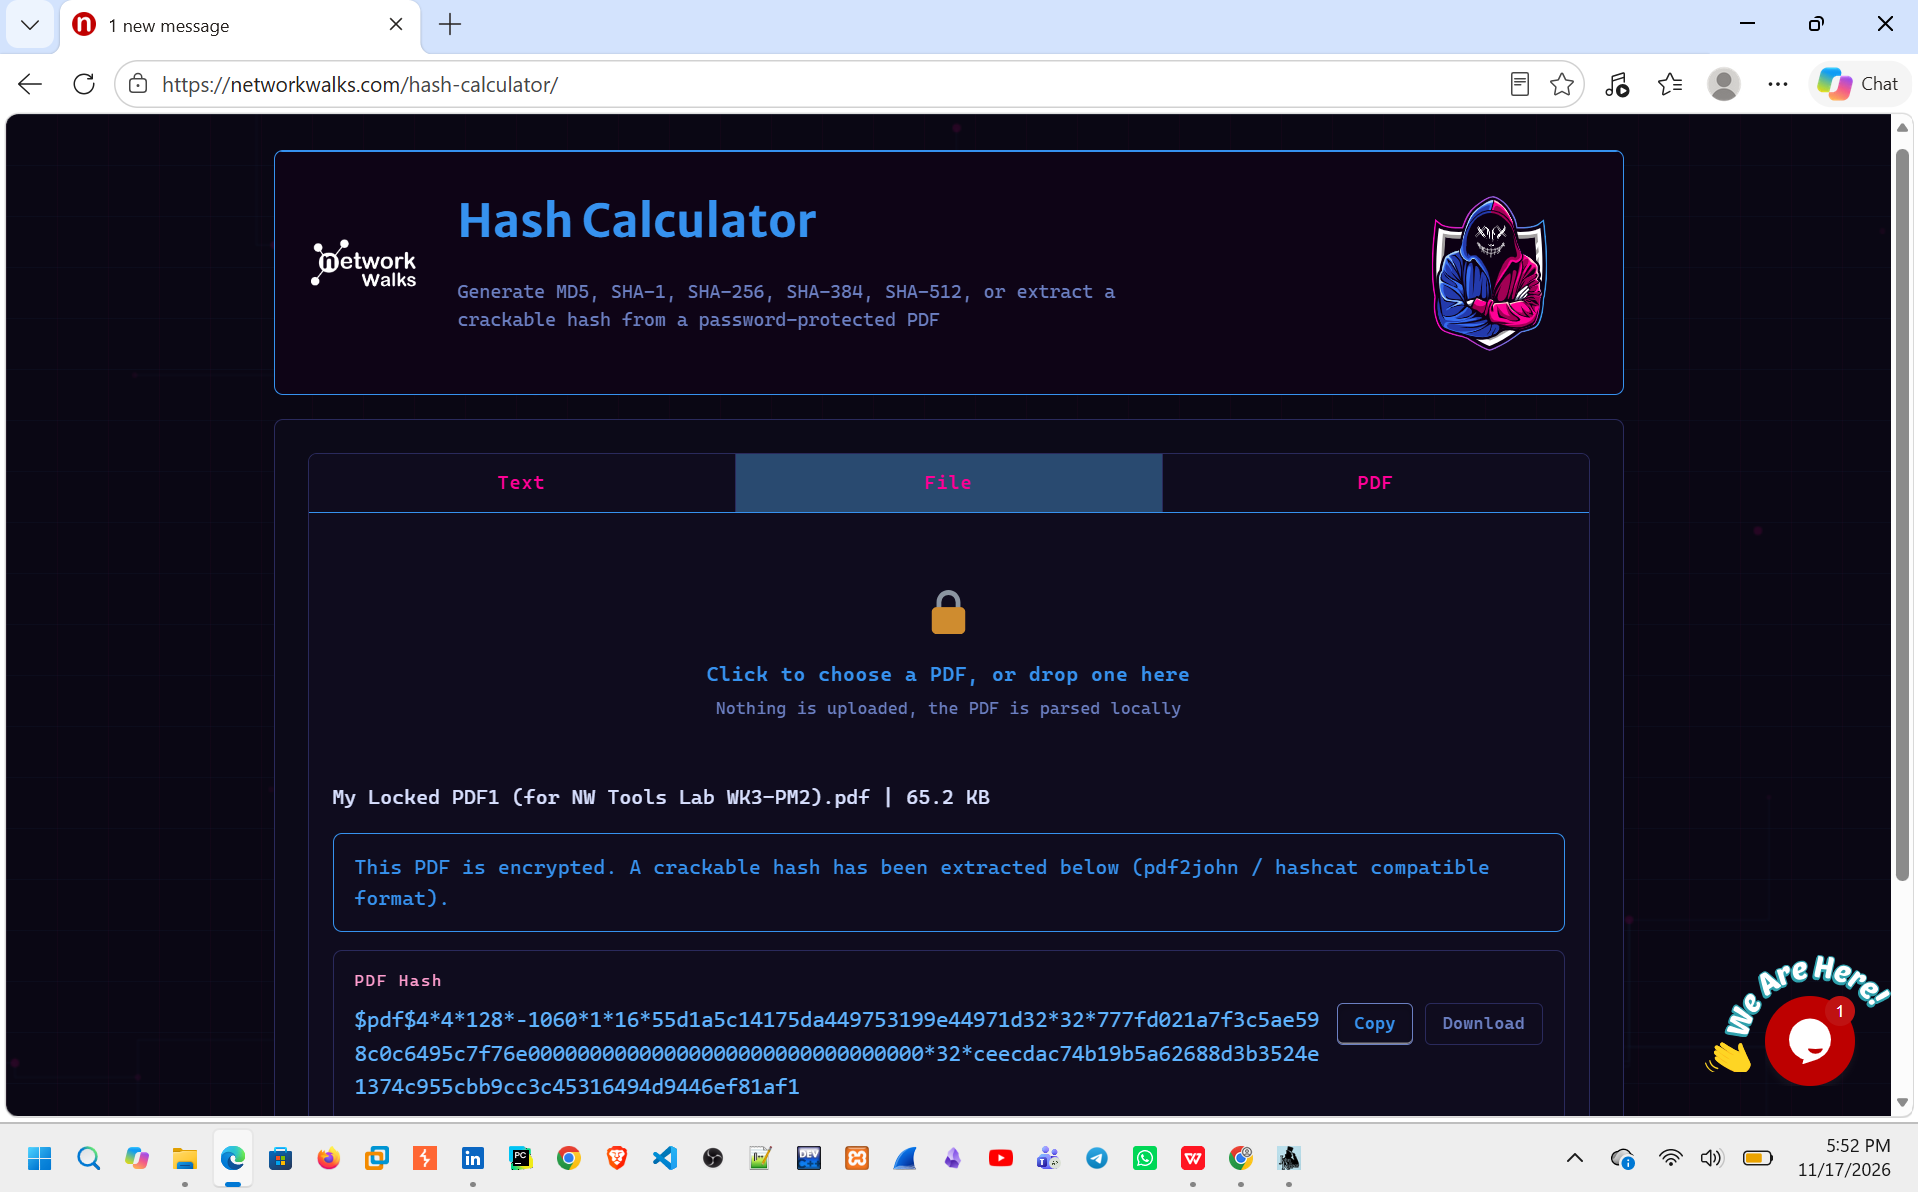 1 new message
https://networkwalks.com/hash-calculator/
Chat
network
Walks
Hash Calculator
Generate MD5, SHA-1, SHA-256, SHA-384, SHA-512, or extract a
crackable hash from a password-protected PDF
Text
File
PDF
Click to choose a PDF, or drop one here
Nothing is uploaded, the PDF is parsed locally
My Locked PDF1 (for NW Tools Lab WK3-PM2).pdf | 65.2 KB
This PDF is encrypted. A crackable hash has been extracted below (pdf2john / hashcat compatible
format).
PDF Hash
$pdf$4*4*128*-1060*1*16*55d1a5c14175da449753199e44971d32*32*777fd021a7f3c5ae59
8c0c6495c7f76e00000000000000000000000000000000*32*ceecdac74b19b5a62688d3b3524e
1374c955cbb9cc3c45316494d9446ef81af1
Copy
Download
We Are Here!
1
5:52 PM
11/17/2026